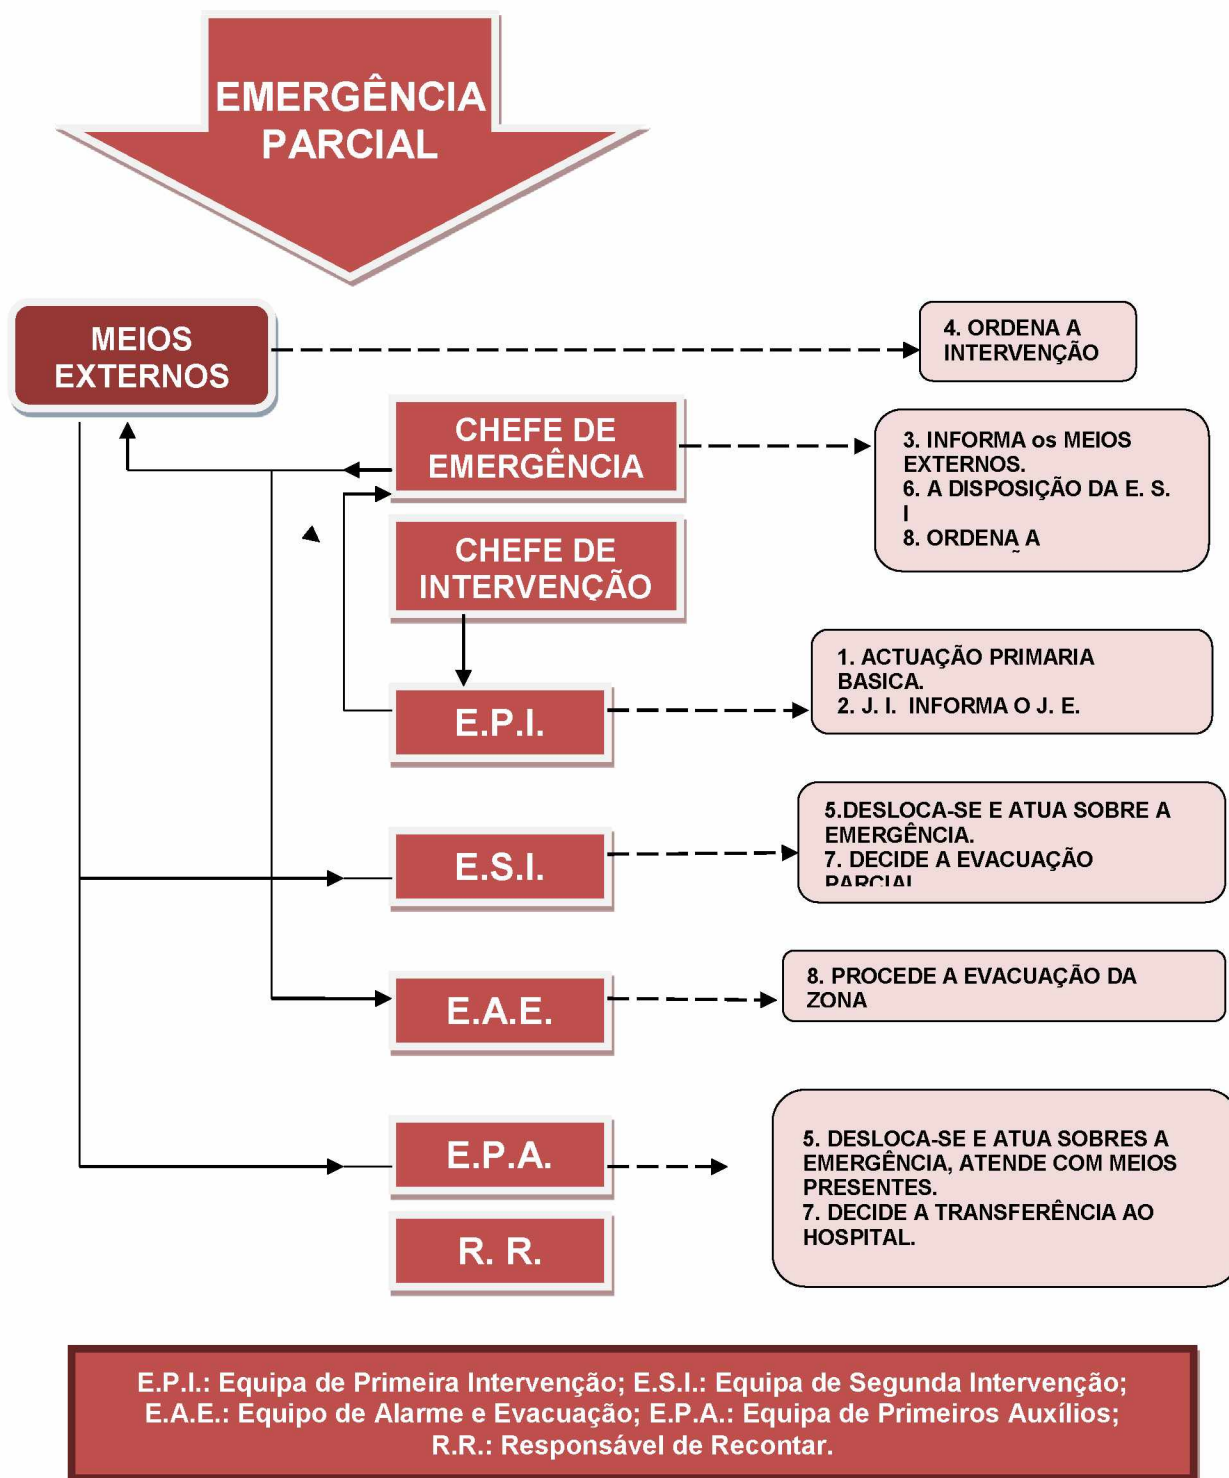 EMERGÊNCIA
PARCIAL
MEIOS
EXTERNOS
4. ORDENA A
INTERVENÇÃO
CHEFE DE
EMERGÊNCIA
3. INFORMA os MEIOS
EXTERNOS.
6. A DISPOSIÇÃO DA E. S.
I
8. ORDENA A
CHEFE DE
INTERVENÇÃO
E.P.I.
1. ACTUAÇÃO PRIMARIA
BASICA.
2. J. I. INFORMA O J. E.
E.S.I.
5.DESLOCA-SE E ATUA SOBRE A
EMERGÊNCIA.
7. DECIDE A EVACUAÇÃO
PARCIAL
E.A.E.
8. PROCEDE A EVACUAÇÃO DA
ZONA
E.P.A.
5. DESLOCA-SE E ATUA SOBRES A
EMERGÊNCIA, ATENDE COM MEIOS
PRESENTES.
7. DECIDE A TRANSFERÊNCIA AO
HOSPITAL.
R. R.
E.P.I.: Equipa de Primeira Intervenção; E.S.I.: Equipa de Segunda Intervenção;
E.A.E.: Equipo de Alarme e Evacuação; E.P.A.: Equipa de Primeiros Auxílios;
R.R.: Responsável de Recontar.